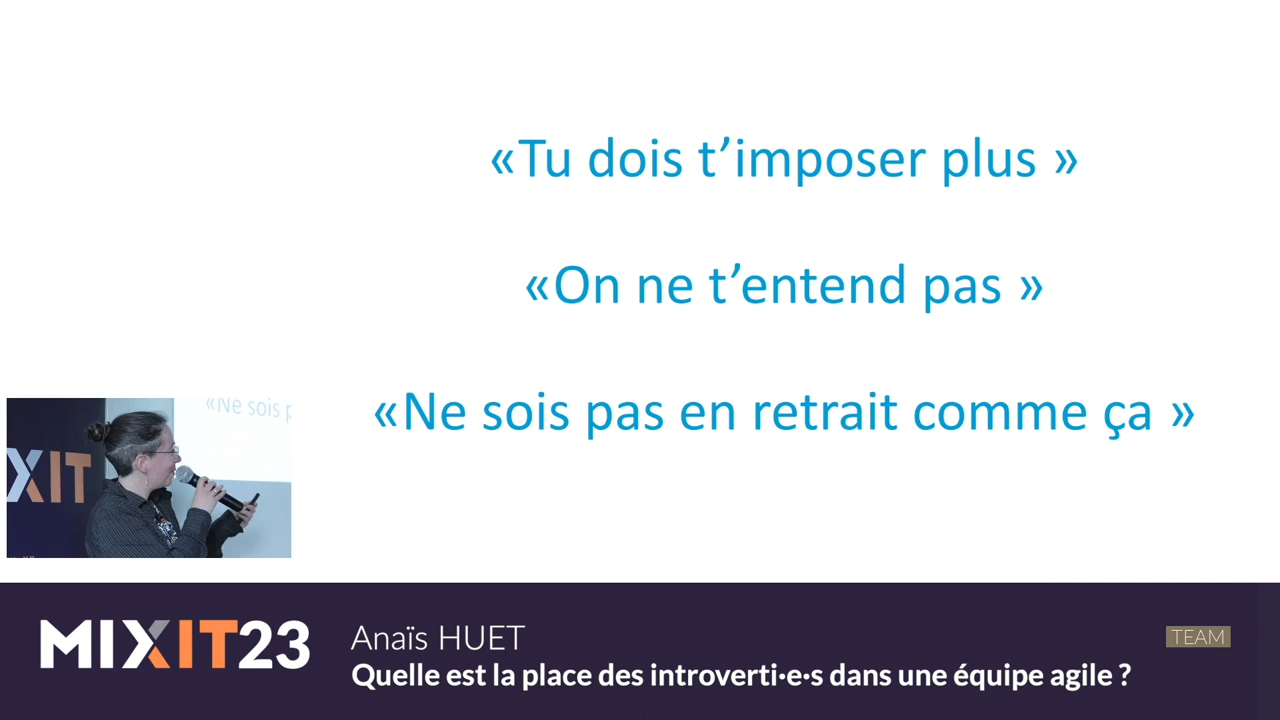 «Tu dois t’imposer plus »
«On ne t’entend pas »
«Ne sois pas en retrait comme ça »
«Ne sois p
XIT
MIXIT23
Anaïs HUET
TEAM
Quelle est la place des introverti·e·s dans une équipe agile ?